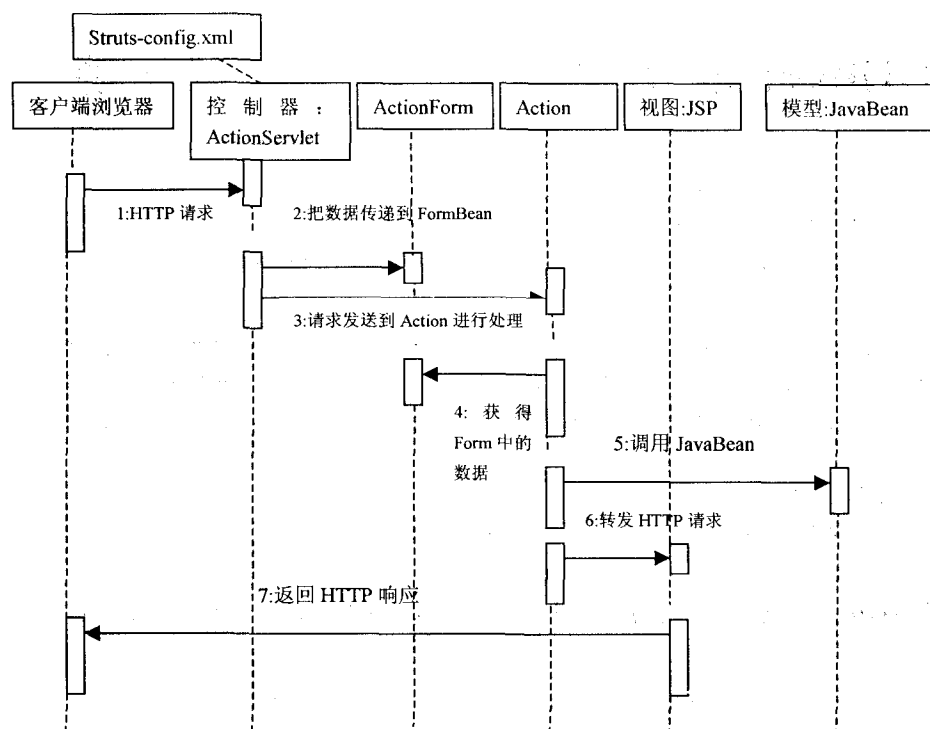 Struts-config.xml
客户端浏览器
控制器：
ActionServlet
ActionForm
Action
视图:JSP
模型:JavaBean
1:HTTP 请求
2:把数据传递到 FormBean
3:请求发送到 Action 进行处理
4: 获得
Form 中的
数据
5:调用 JavaBean
6:转发 HTTP 请求
7:返回 HTTP 响应